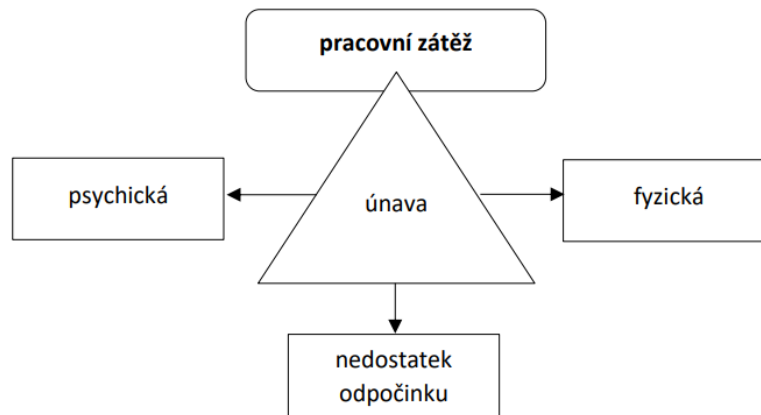 pracovní zátěž
psychická
únava
fyzická
nedostatek
odpočinku